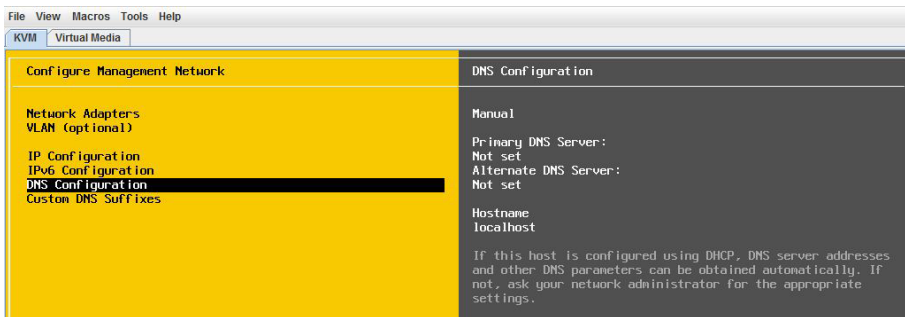 File View Macros Tools Help
KVM Virtual Media
Configure Management Network
Network Adapters
VLAN (optional)
IP Configuration
IPv6 Configuration
DNS Configuration
Custom DNS Suffixes
DNS Configuration
Manual
Primary DNS Server:
Not set
Alternate DNS Server:
Not set
Hostname
localhost
If this host is configured using DHCP, DNS server addresses
and other DNS parameters can be obtained automatically. If
not, ask your network administrator for the appropriate
settings.